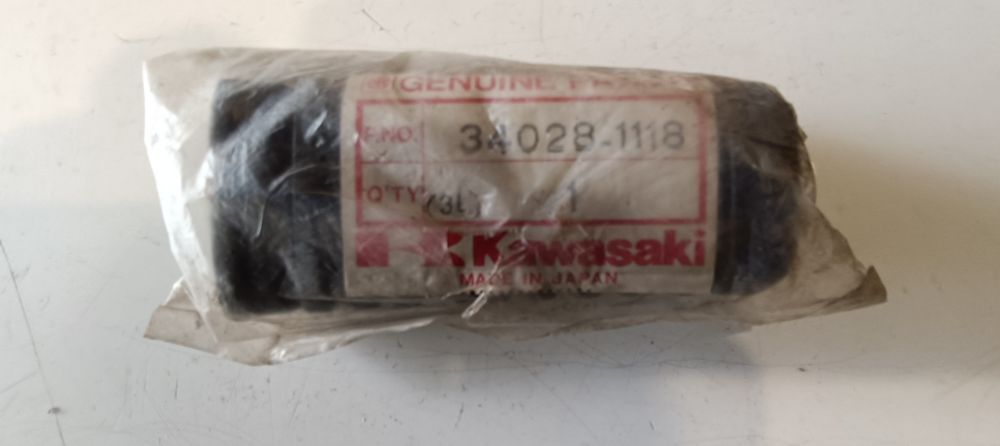 GENUINE
P.NO. 34028-1118
Q'TY 1
Kawasaki
MADE IN JAPAN